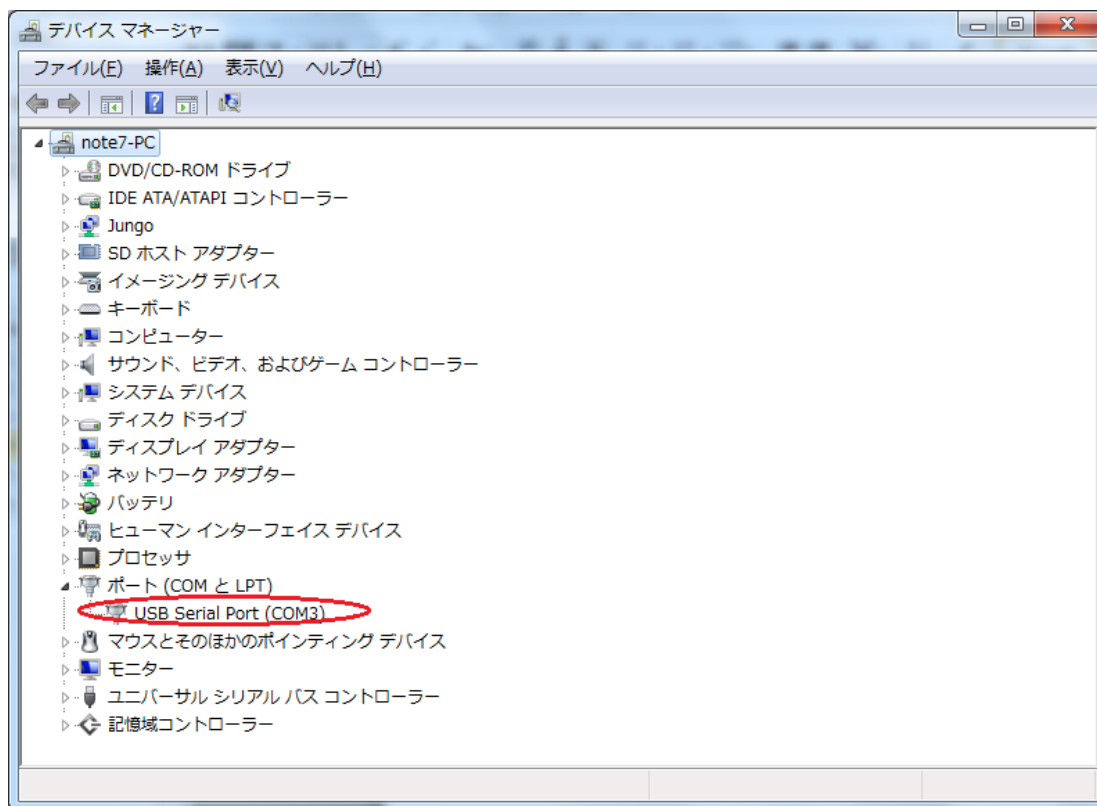 デバイス マネージャー
ファイル(F) 操作(A) 表示(V) ヘルプ(H)
note7-PC
DVD/CD-ROM ドライブ
IDE ATA/ATAPI コントローラー
Jungo
SD ホスト アダプター
イメージング デバイス
キーボード
コンピューター
サウンド、ビデオ、およびゲーム コントローラー
システム デバイス
ディスク ドライブ
ディスプレイ アダプター
ネットワーク アダプター
バッテリ
ヒューマン インターフェイス デバイス
プロセッサ
ポート (COM と LPT)
USB Serial Port (COM3)
マウスとそのほかのポインティング デバイス
モニター
ユニバーサル シリアル バス コントローラー
記憶域コントローラー